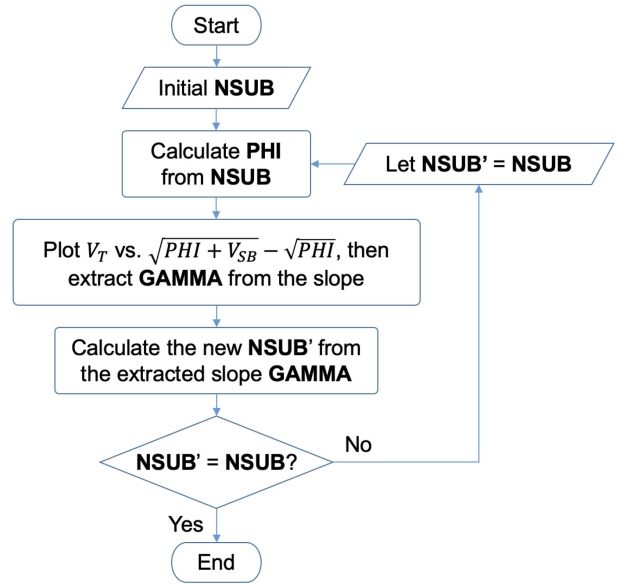 Start
Initial NSUB
Calculate PHI
from NSUB
Let NSUB’ = NSUB
Plot V_T vs. √(PHI + V_SB) − √PHI, then
extract GAMMA from the slope
Calculate the new NSUB’ from
the extracted slope GAMMA
NSUB’ = NSUB?
No
Yes
End